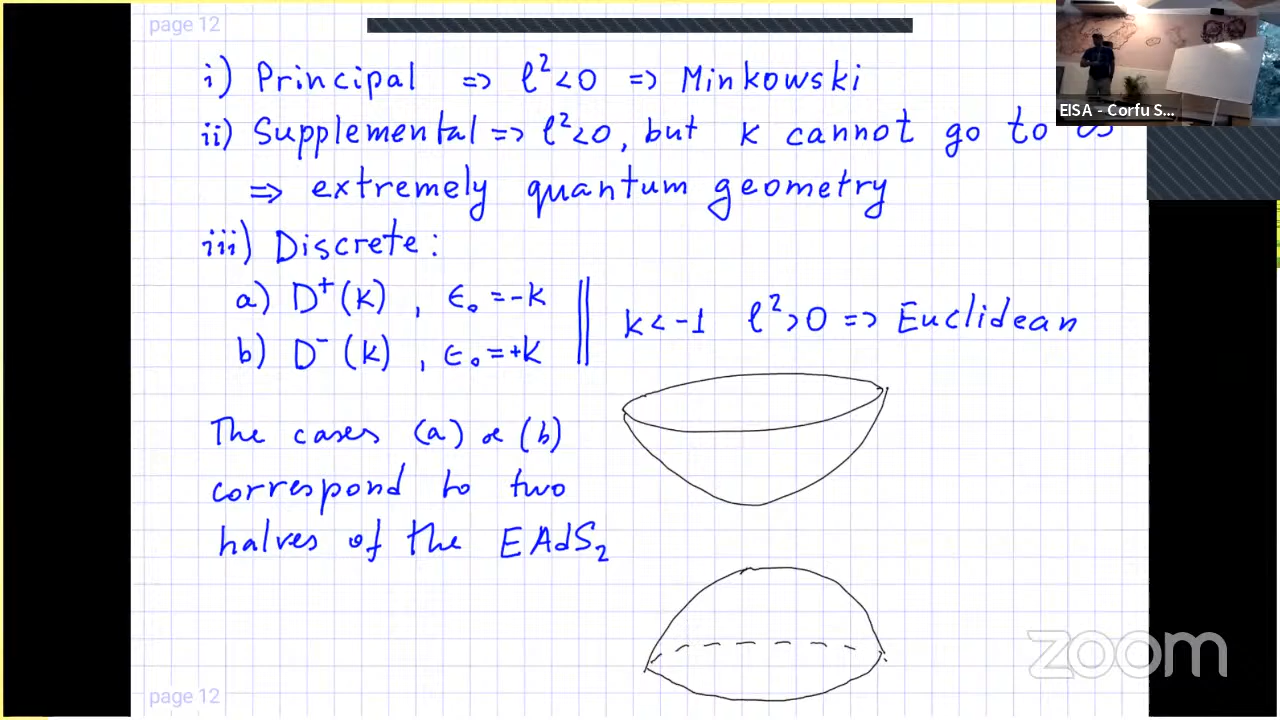 page 12
i) Principal => ℓ²<0 => Minkowski
EISA - Corfu S...
ii) Supplemental => ℓ²<0, but k cannot go to ∞
=> extremely quantum geometry
iii) Discrete:
a) D⁺(k) , ϵ₀ = -k
b) D⁻(k) , ϵ₀ = +k
k < -1 ℓ²>0 => Euclidean
The cases (a) & (b)
correspond to two
halves of the EAdS₂
zoom
page 12